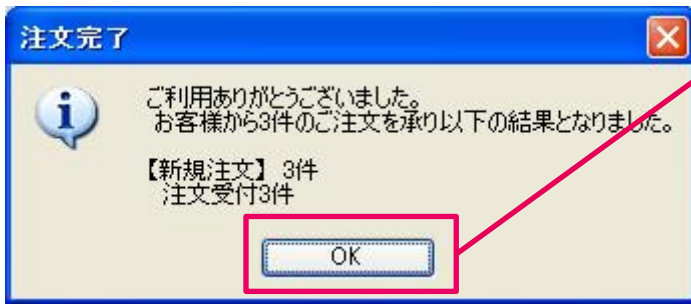 注文完了
ご利用ありがとうございました。
お客様から3件のご注文を承り以下の結果となりました。
【新規注文】 3件
注文受付3件
OK